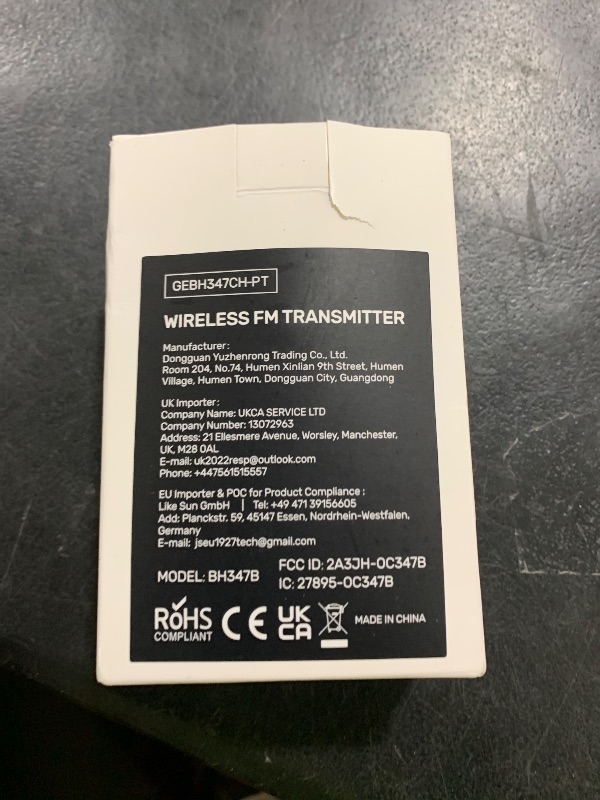 GEBH347CH-PT
WIRELESS FM TRANSMITTER
Manufacturer:
Dongguan Yuzhenrong Trading Co., Ltd.
Room 204, No.74, Humen Xinlian 9th Street, Humen
Village, Humen Town, Dongguan City, Guangdong
UK Importer:
Company Name: UKCA SERVICE LTD
Company Number: 13072963
Address: 21 Ellesmere Avenue, Worsley, Manchester,
UK, M28 0AL
E-mail: uk2022resp@outlook.com
Phone: +447561515557
EU Importer & POC for Product Compliance :
Like Sun GmbH | Tel: +49 471 39156605
Add: Planckstr. 59, 45147 Essen, Nordrhein-Westfalen,
Germany
E-mail: jseu1927tech@gmail.com
MODEL: BH347B
FCC ID: 2A3JH-OC347B
IC: 27895-OC347B
RoHS
COMPLIANT
CE
UK
CA
MADE IN CHINA